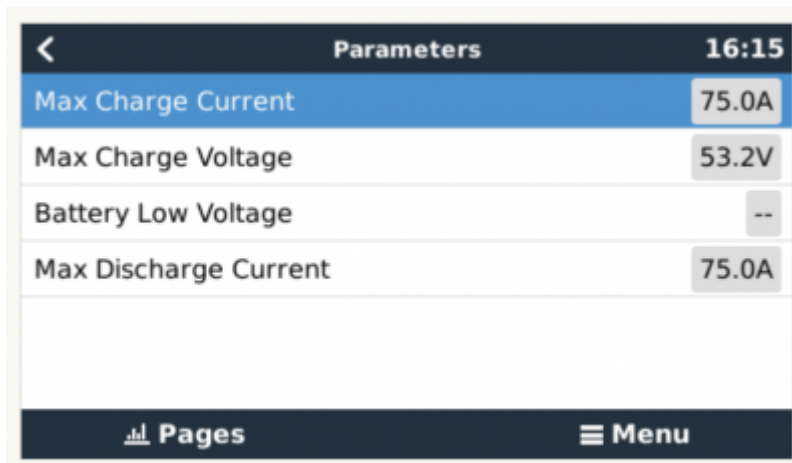 Parameters 16:15
Max Charge Current 75.0A
Max Charge Voltage 53.2V
Battery Low Voltage --
Max Discharge Current 75.0A
Pages Menu